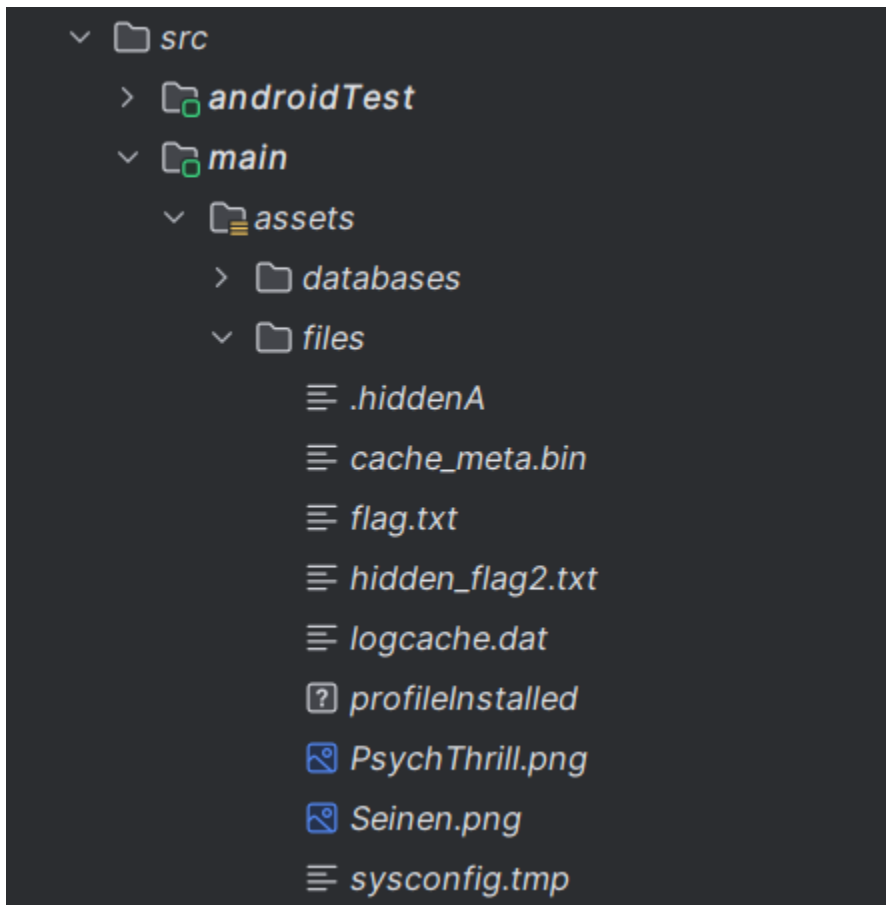 src
androidTest
main
assets
databases
files
.hiddenA
cache_meta.bin
flag.txt
hidden_flag2.txt
logcache.dat
profileInstalled
PsychThrill.png
Seinen.png
sysconfig.tmp